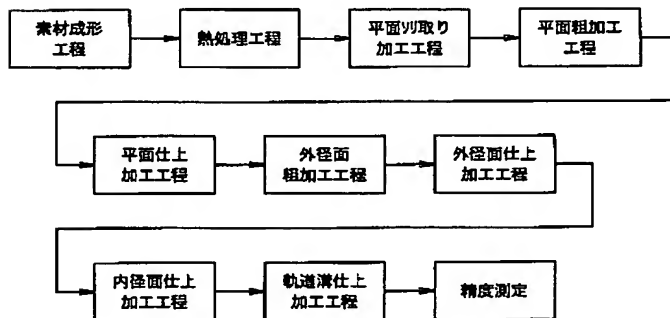 素材成形
工程
熱処理工程
平面ソリ取り
加工工程
平面粗加工
工程
平面仕上
加工工程
外径面
粗加工工程
外径面仕上
加工工程
内径面仕上
加工工程
軌道溝仕上
加工工程
精度測定